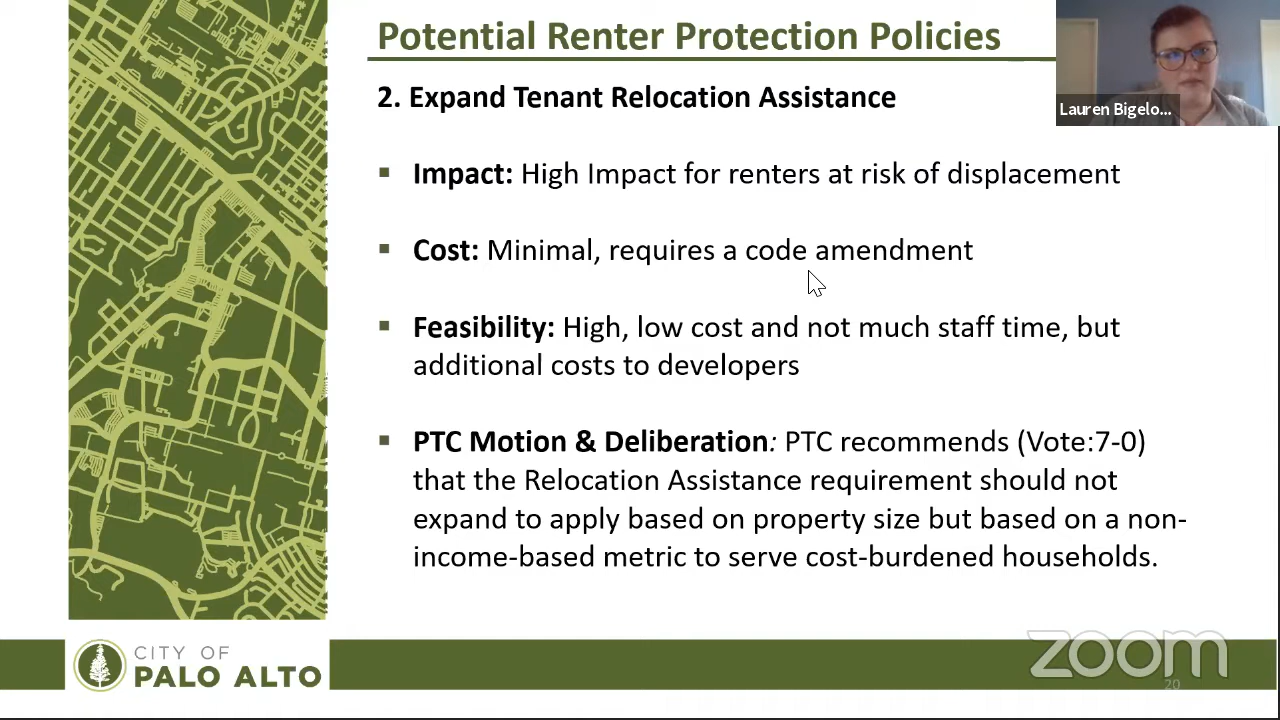 Potential Renter Protection Policies
Lauren Bigelo...
2. Expand Tenant Relocation Assistance
▪ Impact: High Impact for renters at risk of displacement
▪ Cost: Minimal, requires a code amendment
▪ Feasibility: High, low cost and not much staff time, but
additional costs to developers
▪ PTC Motion & Deliberation: PTC recommends (Vote:7-0)
that the Relocation Assistance requirement should not
expand to apply based on property size but based on a non-
income-based metric to serve cost-burdened households.
CITY OF
PALO ALTO
zoom
20